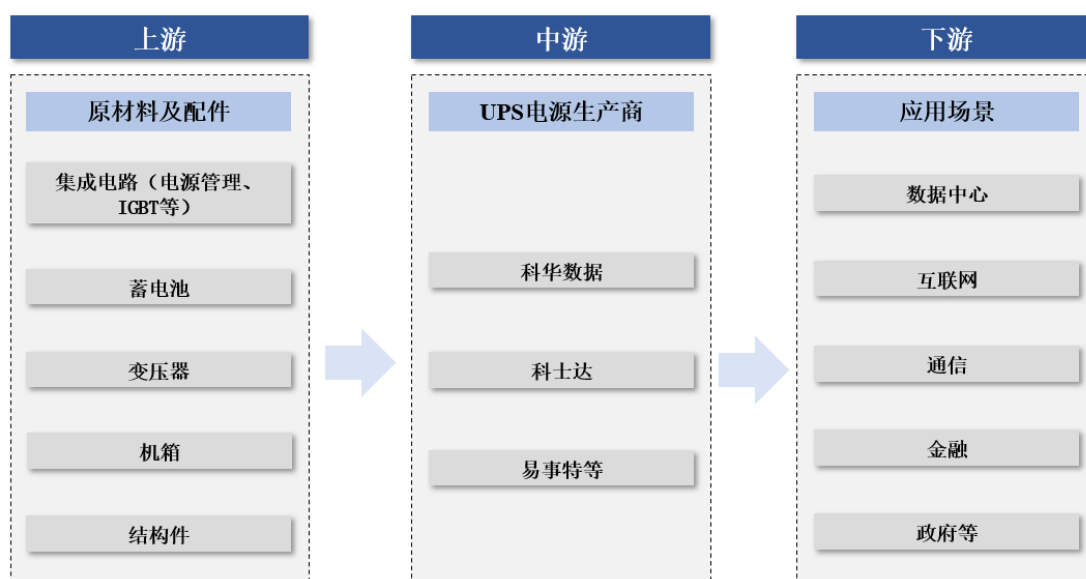 上游
原材料及配件
集成电路（电源管理、
IGBT等）
蓄电池
变压器
机箱
结构件
中游
UPS电源生产商
科华数据
科士达
易事特等
下游
应用场景
数据中心
互联网
通信
金融
政府等